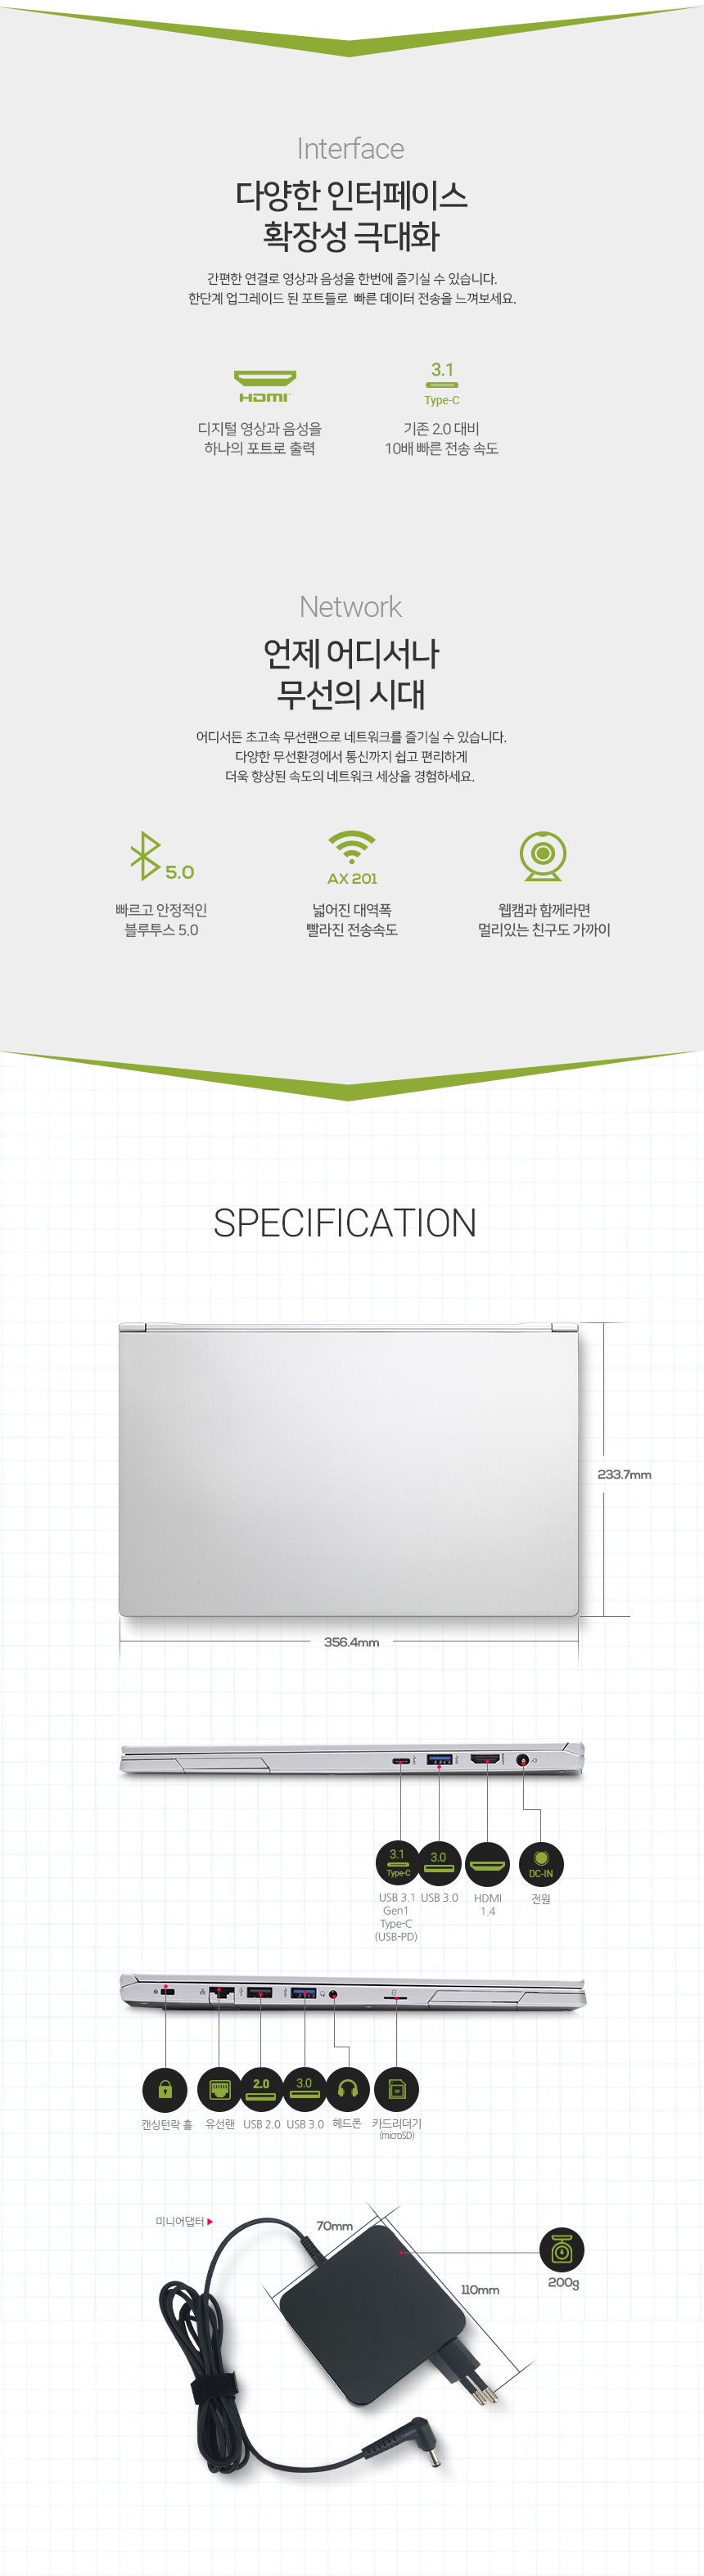 Interface
다양한 인터페이스
확장성 극대화
간편한 연결로 영상과 음성을 한번에 즐기실 수 있습니다.
한단계 업그레이드 된 포트들로 빠른 데이터 전송을 느껴보세요.
HDMI
디지털 영상과 음성을
하나의 포트로 출력
3.1
Type-C
기존 2.0 대비
10배 빠른 전송 속도
Network
언제 어디서나
무선의 시대
어디서든 초고속 무선랜으로 네트워크를 즐기실 수 있습니다.
다양한 무선환경에서 통신까지 쉽고 편리하게
더욱 향상된 속도의 네트워크 세상을 경험하세요.
5.0
빠르고 안정적인
블루투스 5.0
AX 201
넓어진 대역폭
빨라진 전송속도
웹캠과 함께라면
멀리있는 친구도 가까이
SPECIFICATION
233.7mm
356.4mm
3.1
Type-C
3.0
DC-IN
USB 3.1
Gen1
Type-C
(USB-PD)
USB 3.0
HDMI
1.4
전원
2.0
3.0
캔싱턴락 홀
유선랜
USB 2.0
USB 3.0
헤드폰
카드리더기
(microSD)
미니어댑터
70mm
110mm
200g